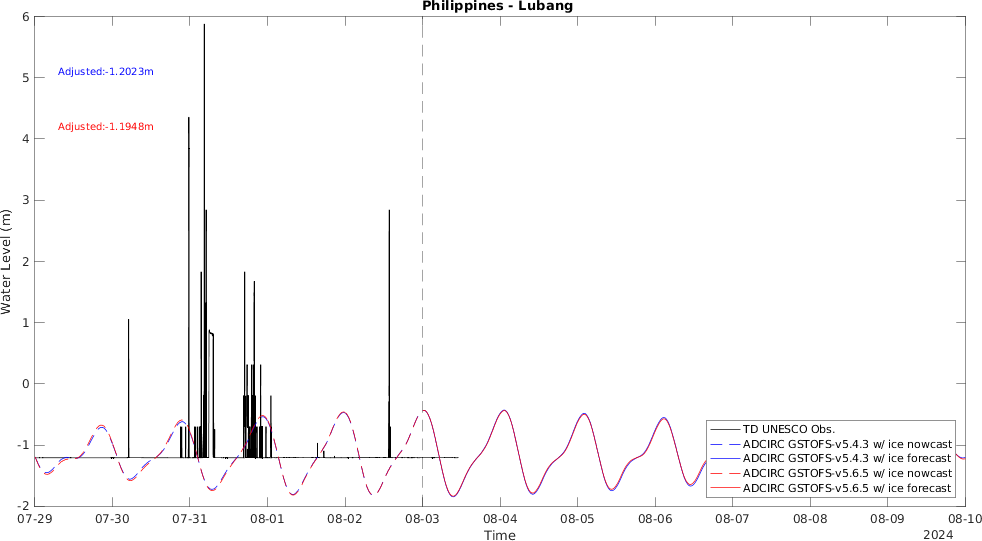 Philippines - Lubang
6
5
4
3
2
1
0
-1
-2
Water Level (m)
Adjusted:-1.2023m
Adjusted:-1.1948m
TD UNESCO Obs.
ADCIRC GSTOFS-v5.4.3 w/ ice nowcast
ADCIRC GSTOFS-v5.4.3 w/ ice forecast
ADCIRC GSTOFS-v5.6.5 w/ ice nowcast
ADCIRC GSTOFS-v5.6.5 w/ ice forecast
07-29 07-30 07-31 08-01 08-02 08-03 08-04 08-05 08-06 08-07 08-08 08-09 08-10
Time
2024